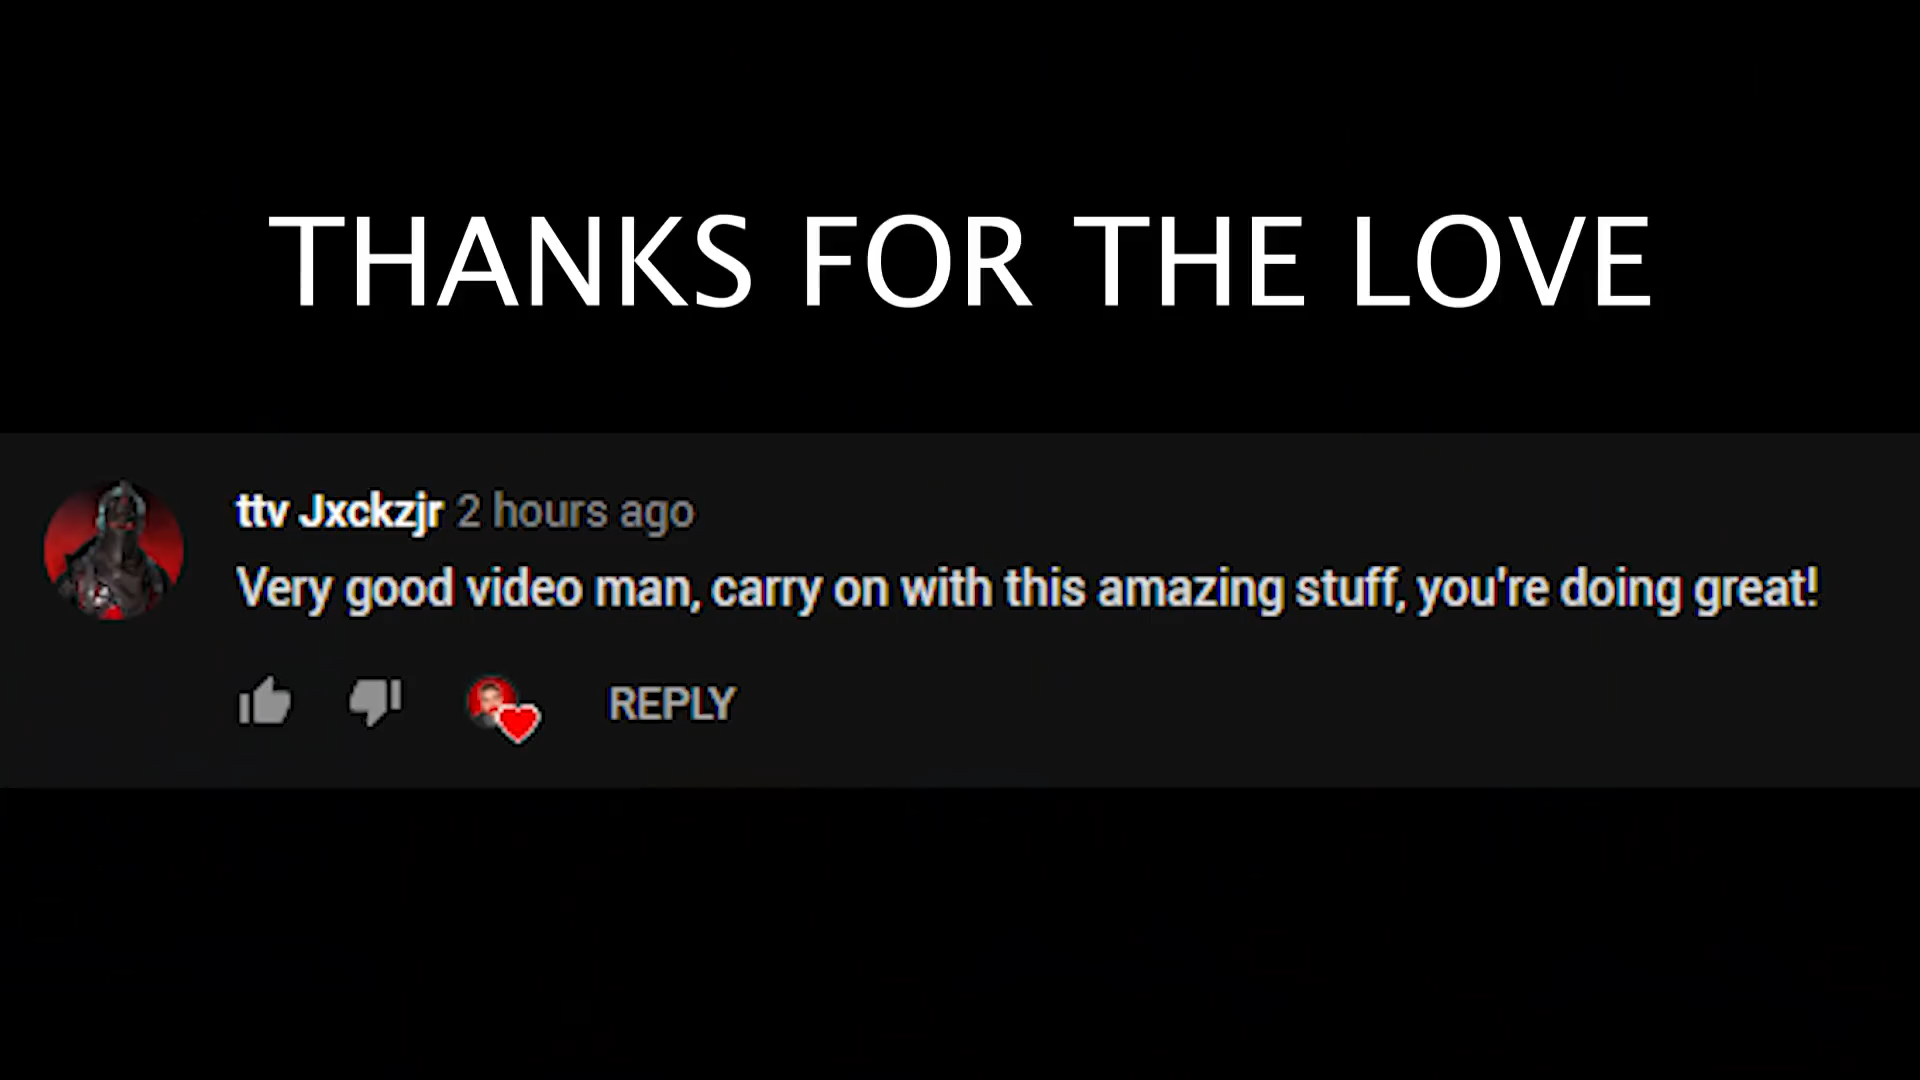 THANKS FOR THE LOVE
ttv Jxckzjr 2 hours ago
Very good video man, carry on with this amazing stuff, you're doing great!
REPLY